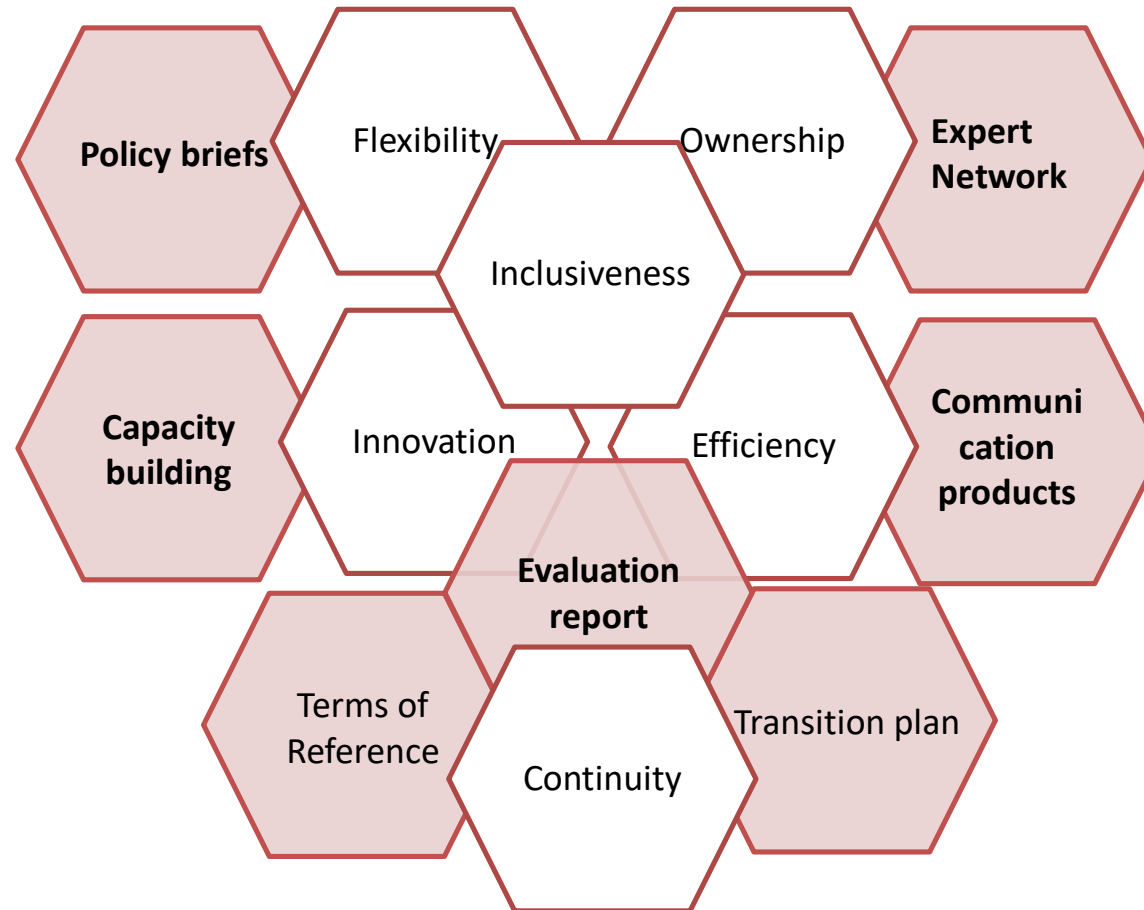 Policy briefs
Flexibility
Ownership
Expert
Network
Inclusiveness
Capacity
building
Innovation
Efficiency
Communi
cation
products
Evaluation
report
Terms of
Reference
Transition plan
Continuity